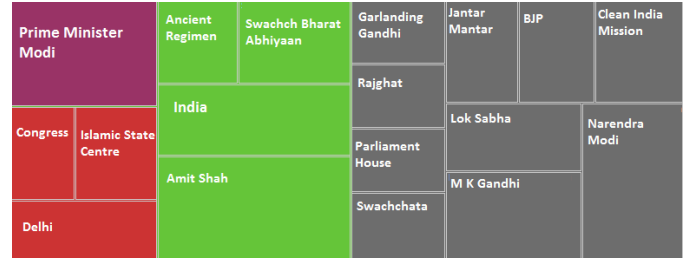 Prime Minister
Modi
Congress
Islamic State
Centre
Delhi
Ancient
Regimen
Swachch Bharat
Abhiyaan
India
Amit Shah
Garlanding
Gandhi
Rajghat
Parliament
House
Swachchata
Jantar
Mantar
BJP
Clean India
Mission
Lok Sabha
Narendra
Modi
M K Gandhi